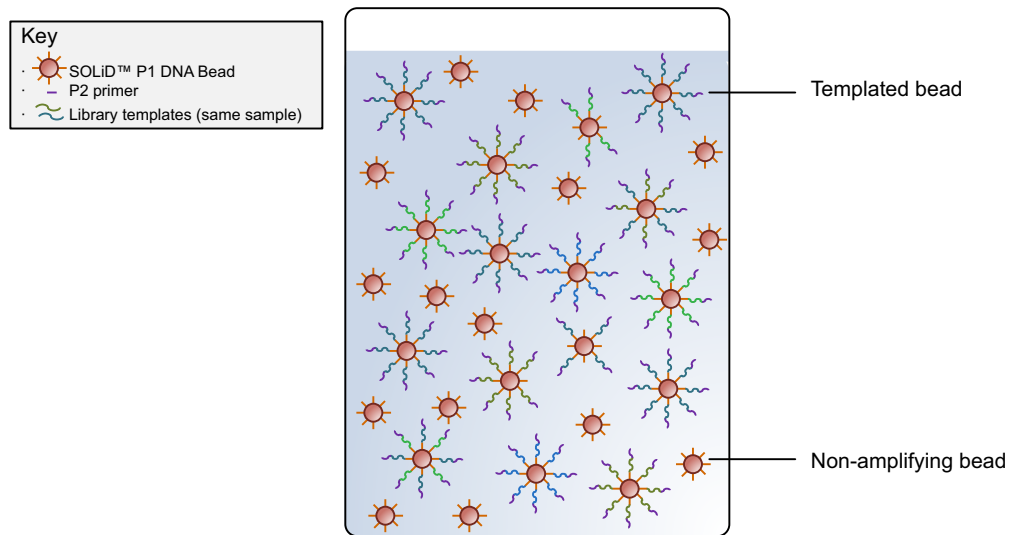 Key
· SOLiD™ P1 DNA Bead
· P2 primer
· Library templates (same sample)
Templated bead
Non-amplifying bead